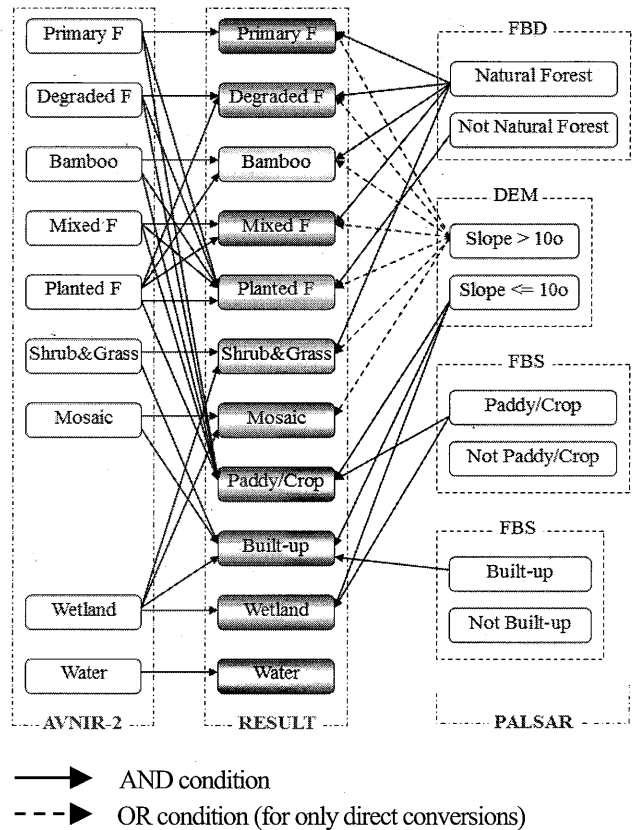 FBD
Primary F
Primary F
Natural Forest
Degraded F
Degraded F
Not Natural Forest
Bamboo
Bamboo
DEM
Mixed F
Mixed F
Slope > 10o
Planted F
Planted F
Slope <= 10o
Shrub&Grass
Shrub&Grass
FBS
Mosaic
Mosaic
Paddy/Crop
Not Paddy/Crop
Paddy/Crop
FBS
Built-up
Built-up
Wetland
Wetland
Not Built-up
Water
Water
AVNIR-2
RESULT
PALSAR
AND condition
OR condition (for only direct conversions)